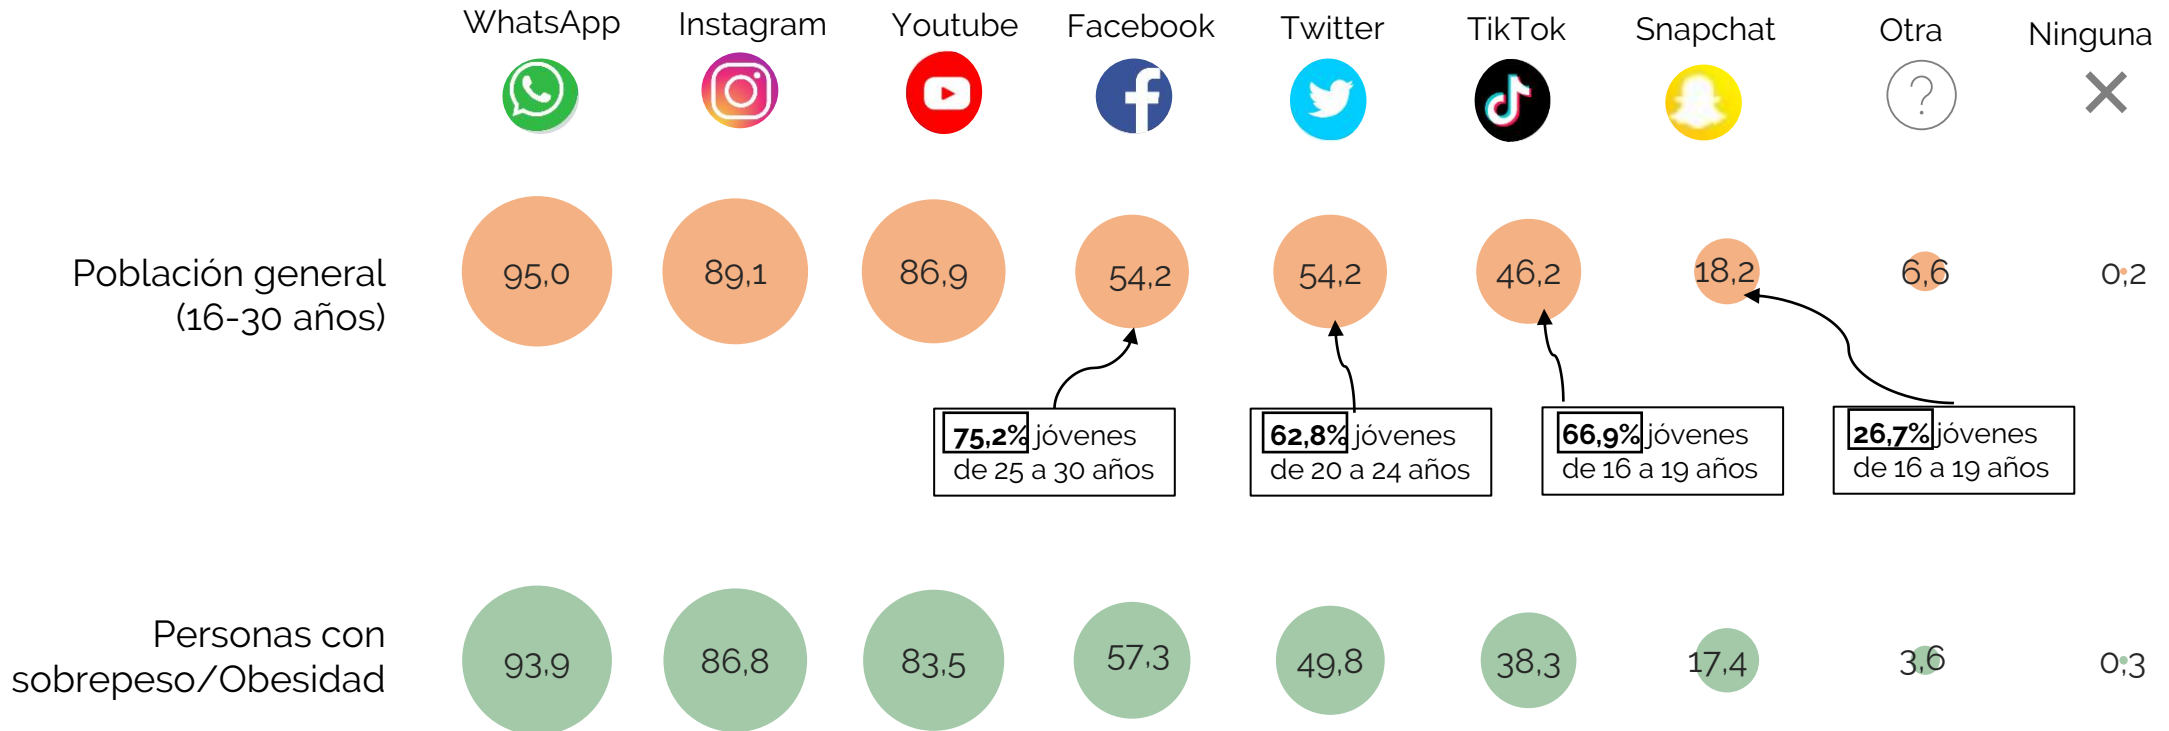 WhatsApp Instagram Youtube Facebook Twitter TikTok Snapchat Otra Ninguna
?
Población general
(16-30 años)
95,0 89,1 86,9 54,2 54,2 46,2 18,2 6,6 0,2
75,2% jóvenes
de 25 a 30 años
62,8% jóvenes
de 20 a 24 años
66,9% jóvenes
de 16 a 19 años
26,7% jóvenes
de 16 a 19 años
Personas con
sobrepeso/Obesidad
93,9 86,8 83,5 57,3 49,8 38,3 17,4 3,6 0,3